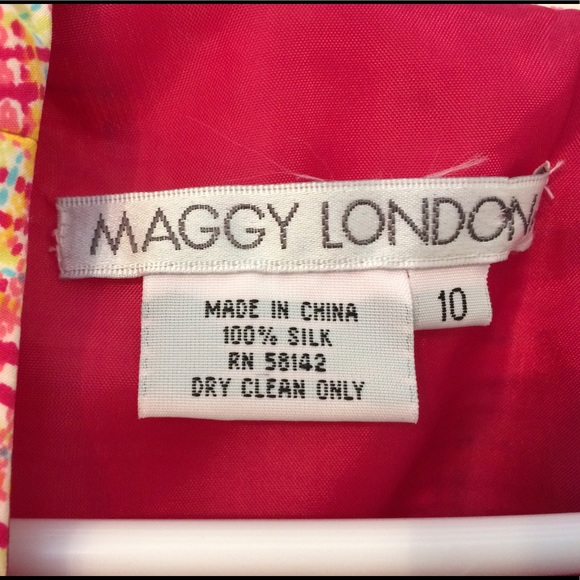 MAGGY LONDON
10
MADE IN CHINA
100% SILK
RN 58142
DRY CLEAN ONLY